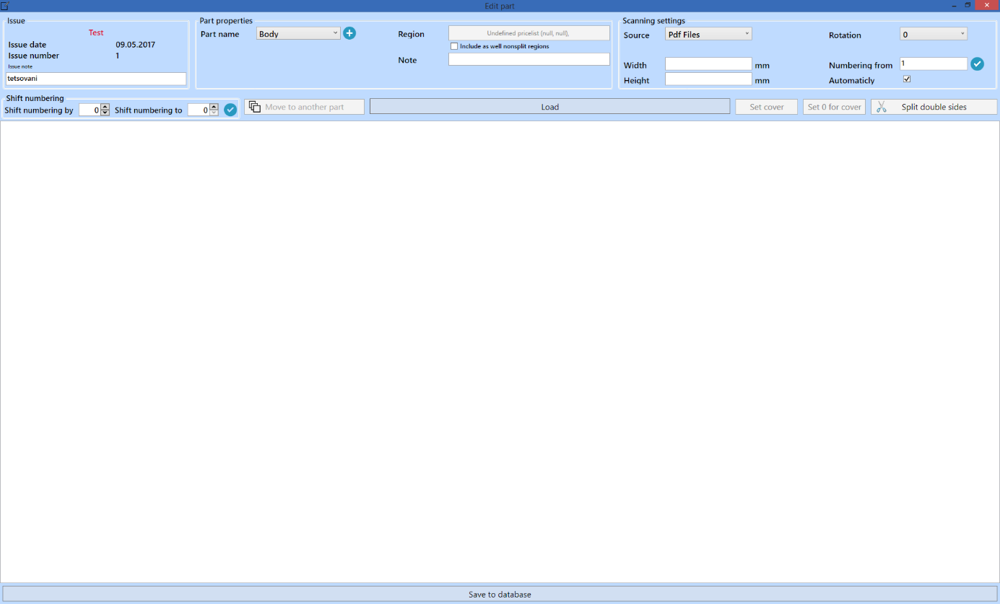 Edit part
Issue
Test
Issue date 09.05.2017
Issue number 1
Issue note
tetsovani
Part properties
Part name Body
Region Undefined pricelist (null, null),
Include as well nonsplit regions
Note
Scanning settings
Source Pdf Files Rotation 0
Width mm Numbering from 1
Height mm Automaticly
Shift numbering
Shift numbering by 0 Shift numbering to 0
Move to another part
Load
Set cover
Set 0 for cover
Split double sides
Save to database